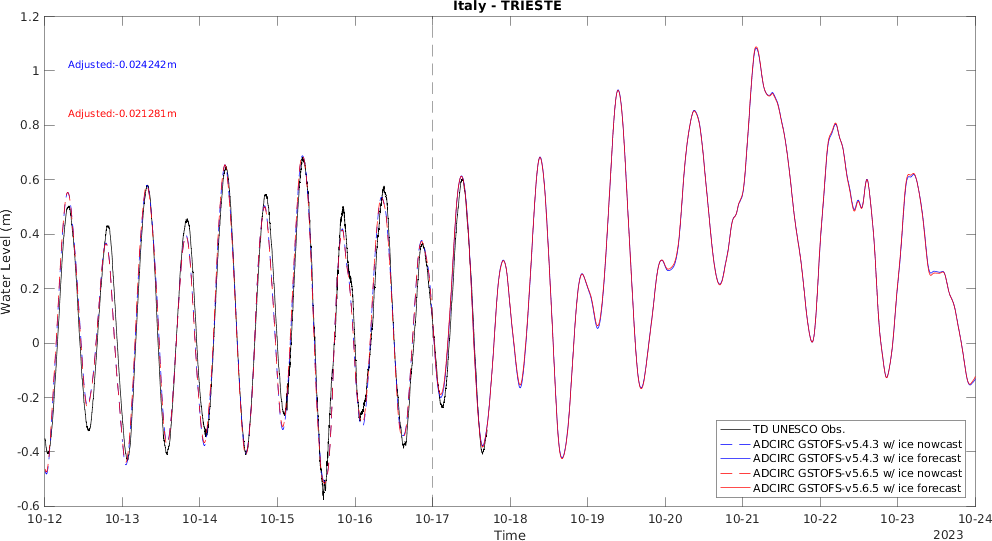 Italy - TRIESTE
1.2
1
0.8
0.6
0.4
0.2
0
-0.2
-0.4
-0.6
Water Level (m)
Adjusted:-0.024242m
Adjusted:-0.021281m
TD UNESCO Obs.
ADCIRC GSTOFS-v5.4.3 w/ ice nowcast
ADCIRC GSTOFS-v5.4.3 w/ ice forecast
ADCIRC GSTOFS-v5.6.5 w/ ice nowcast
ADCIRC GSTOFS-v5.6.5 w/ ice forecast
10-12 10-13 10-14 10-15 10-16 10-17 10-18 10-19 10-20 10-21 10-22 10-23 10-24
Time
2023